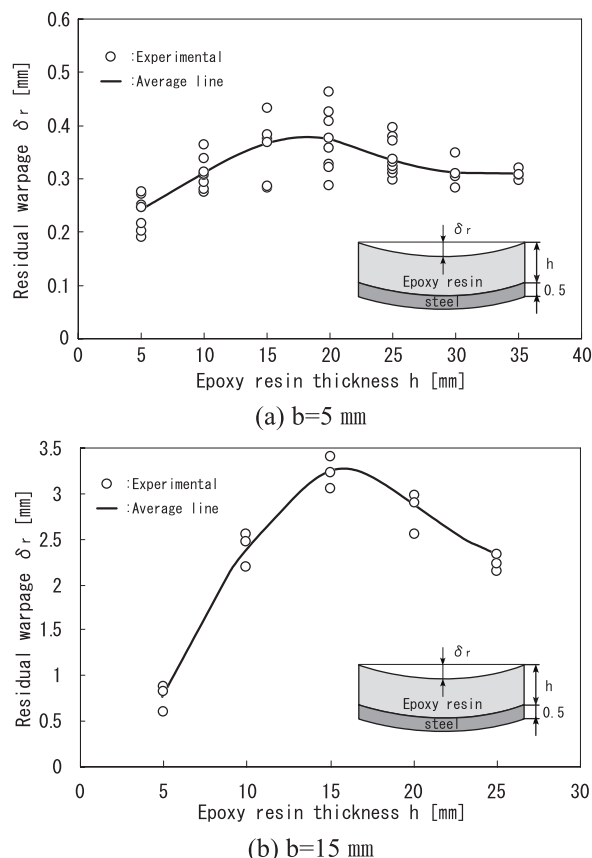 0.6
0.5
0.4
0.3
0.2
0.1
0
Residual warpage δr [mm]
○ :Experimental
— :Average line
δr
h
Epoxy resin
0.5
steel
0 5 10 15 20 25 30 35 40
Epoxy resin thickness h [mm]
(a) b=5 mm
3.5
3
2.5
2
1.5
1
0.5
0
Residual warpage δr [mm]
○ :Experimental
— :Average line
δr
h
Epoxy resin
0.5
steel
0 5 10 15 20 25 30
Epoxy resin thickness h [mm]
(b) b=15 mm